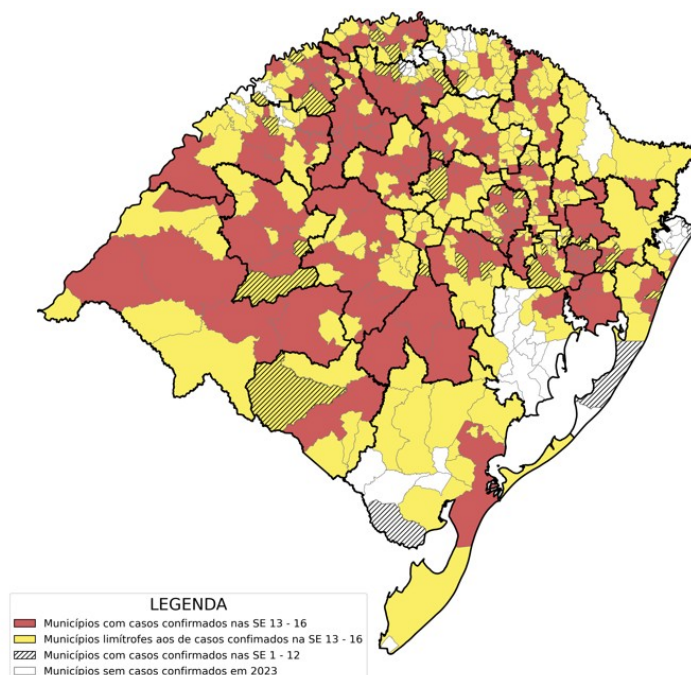 LEGENDA
Municípios com casos confirmados nas SE 13 - 16
Municípios limítrofes aos de casos confimados na SE 13 - 16
Municípios com casos confirmados nas SE 1 - 12
Municípios sem casos confirmados em 2023